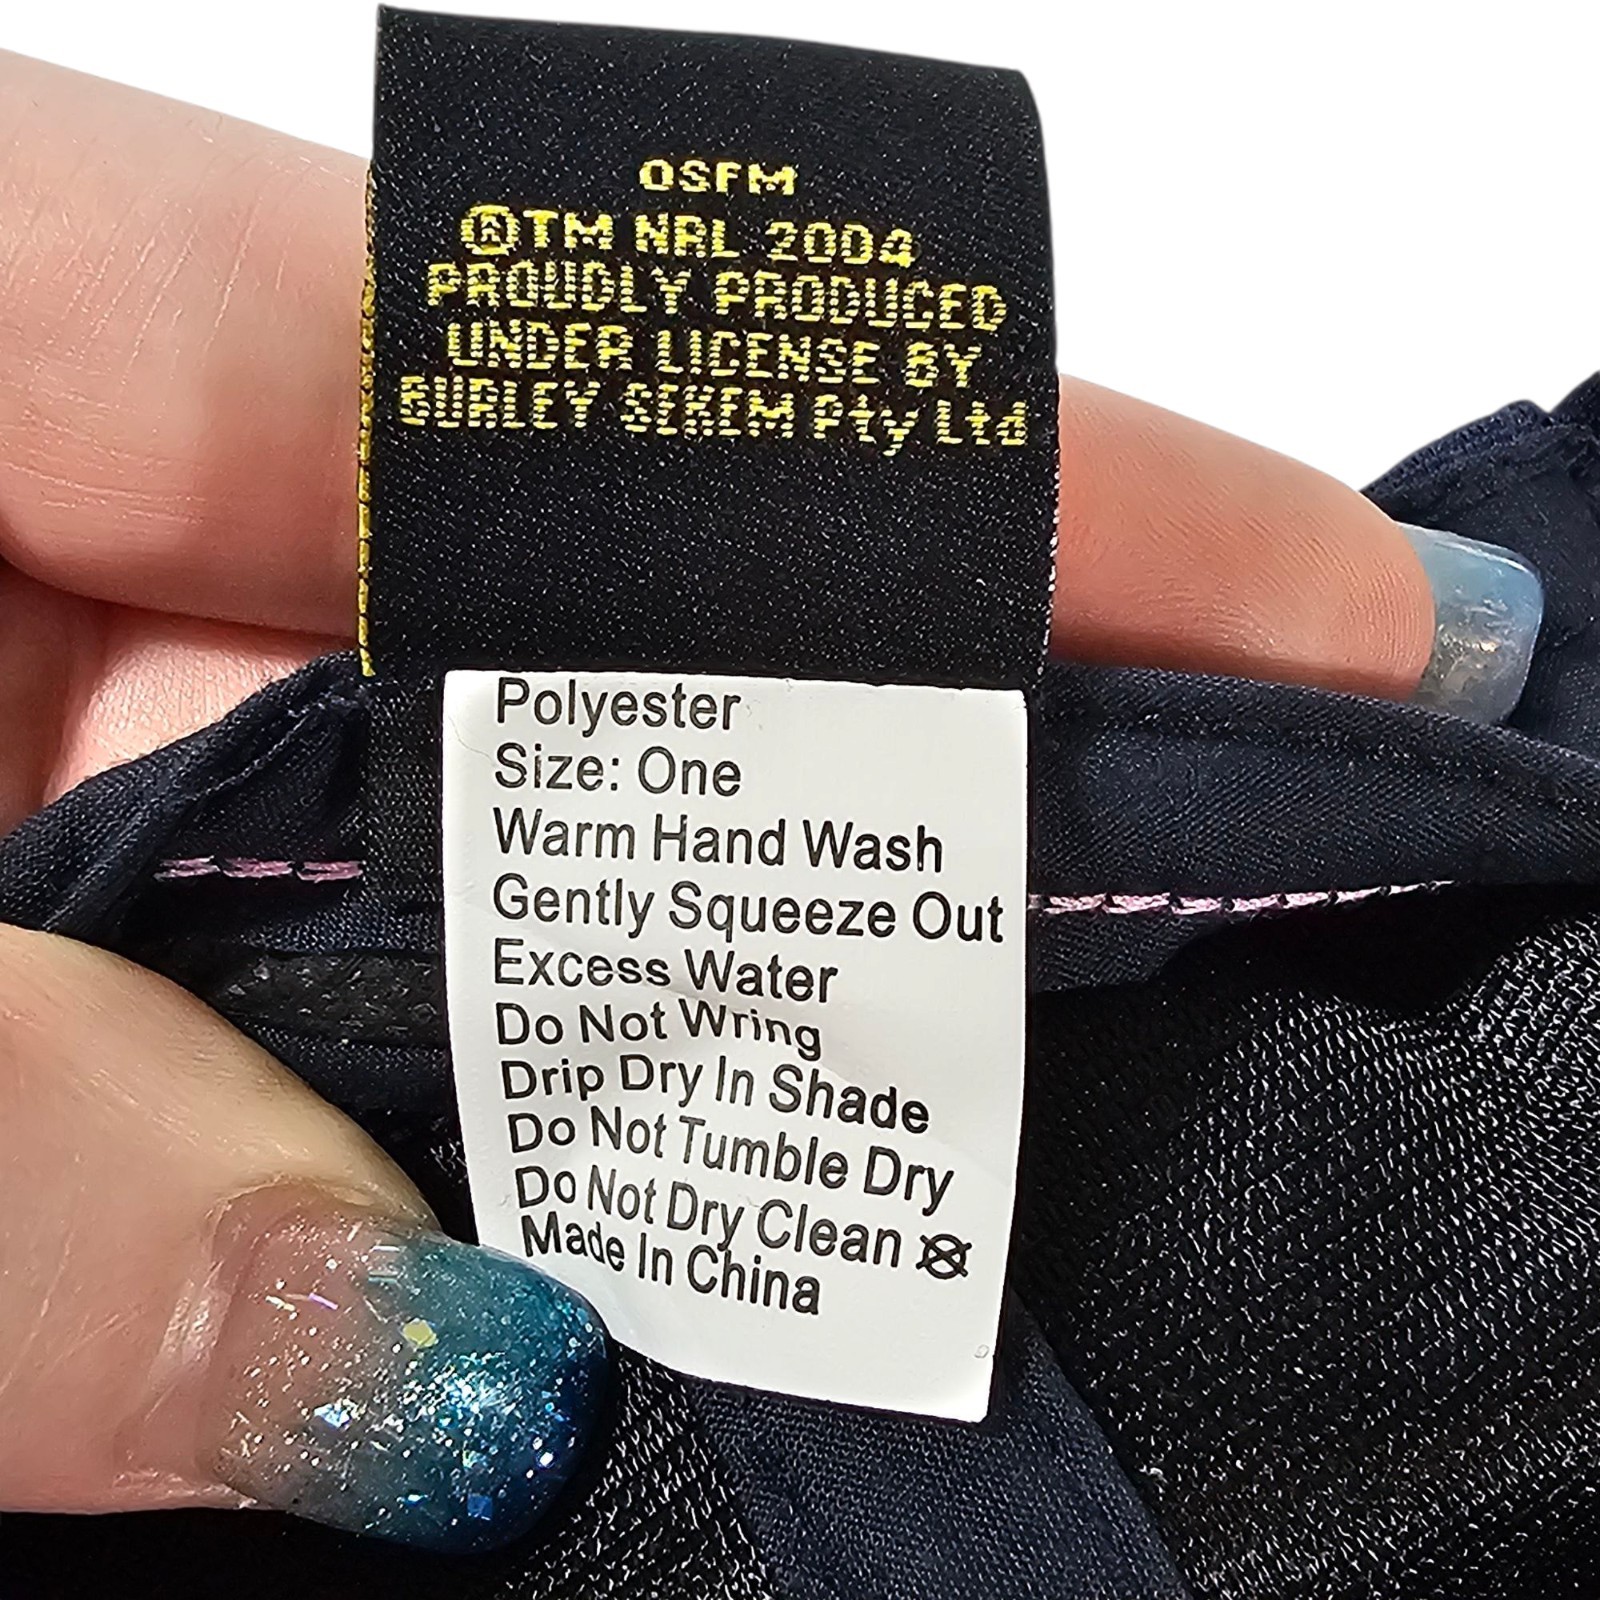 OSFM
®TM NRL 2004
PROUDLY PRODUCED
UNDER LICENSE BY
BURLEY SEKEM Pty Ltd
Polyester
Size: One
Warm Hand Wash
Gently Squeeze Out
Excess Water
Do Not Wring
Drip Dry In Shade
Do Not Tumble Dry
Do Not Dry Clean
Made In China